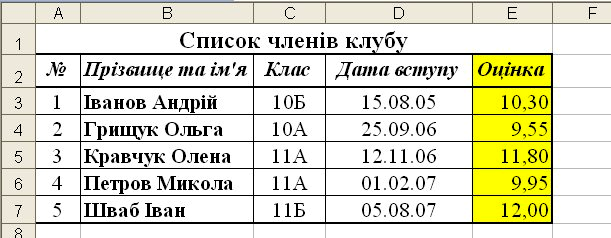 A B C D E F
1 Список членів клубу
2 № Прізвище та ім'я Клас Дата вступу Оцінка
3 1 Іванов Андрій 10Б 15.08.05 10,30
4 2 Грищук Ольга 10А 25.09.06 9,55
5 3 Кравчук Олена 11А 12.11.06 11,80
6 4 Петров Микола 11А 01.02.07 9,95
7 5 Шваб Іван 11Б 05.08.07 12,00
8